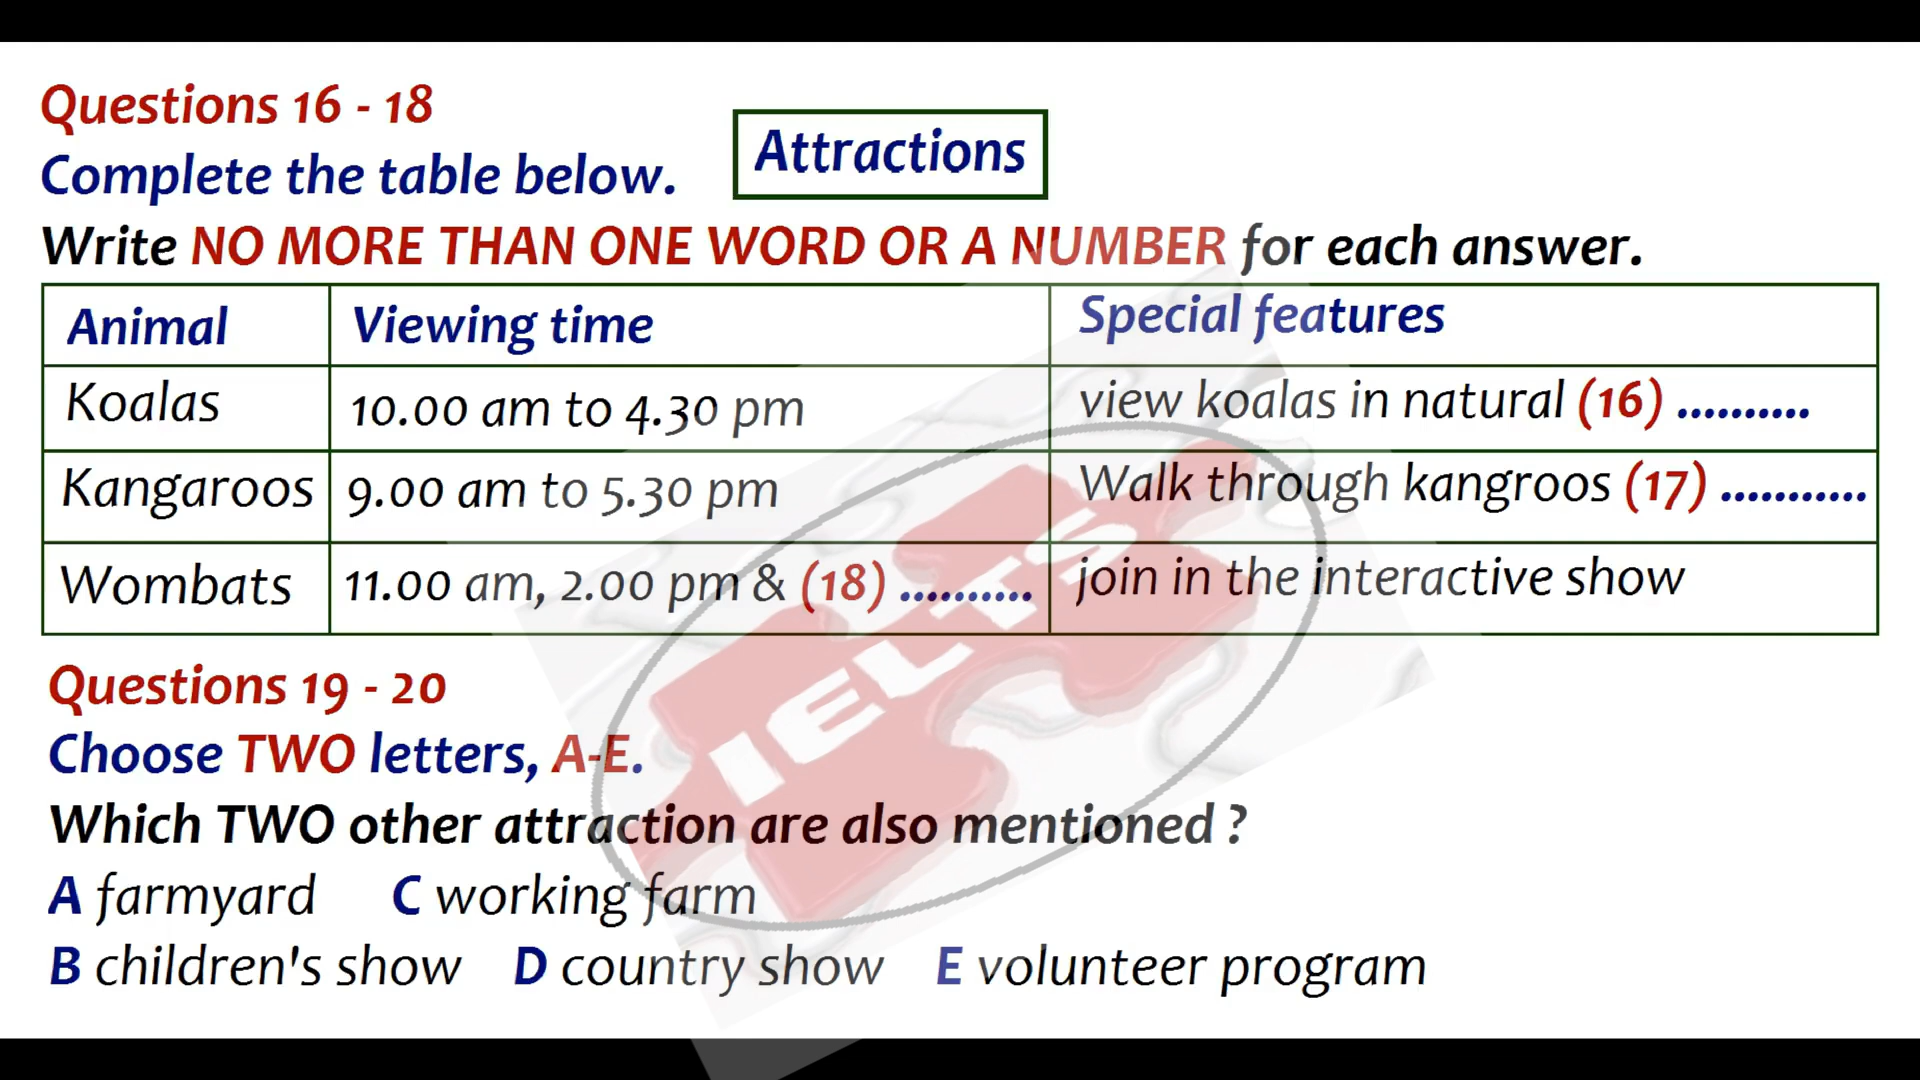 Questions 16 - 18
Attractions
Complete the table below.
Write NO MORE THAN ONE WORD OR A NUMBER for each answer.
Animal Viewing time Special features
Koalas 10.00 am to 4.30 pm view koalas in natural (16) ..........
Kangaroos 9.00 am to 5.30 pm Walk through kangroos (17) ...........
Wombats 11.00 am, 2.00 pm & (18) .......... join in the interactive show
IELTS
Questions 19 - 20
Choose TWO letters, A-E.
Which TWO other attraction are also mentioned ?
A farmyard C working farm
B children's show D country show E volunteer program